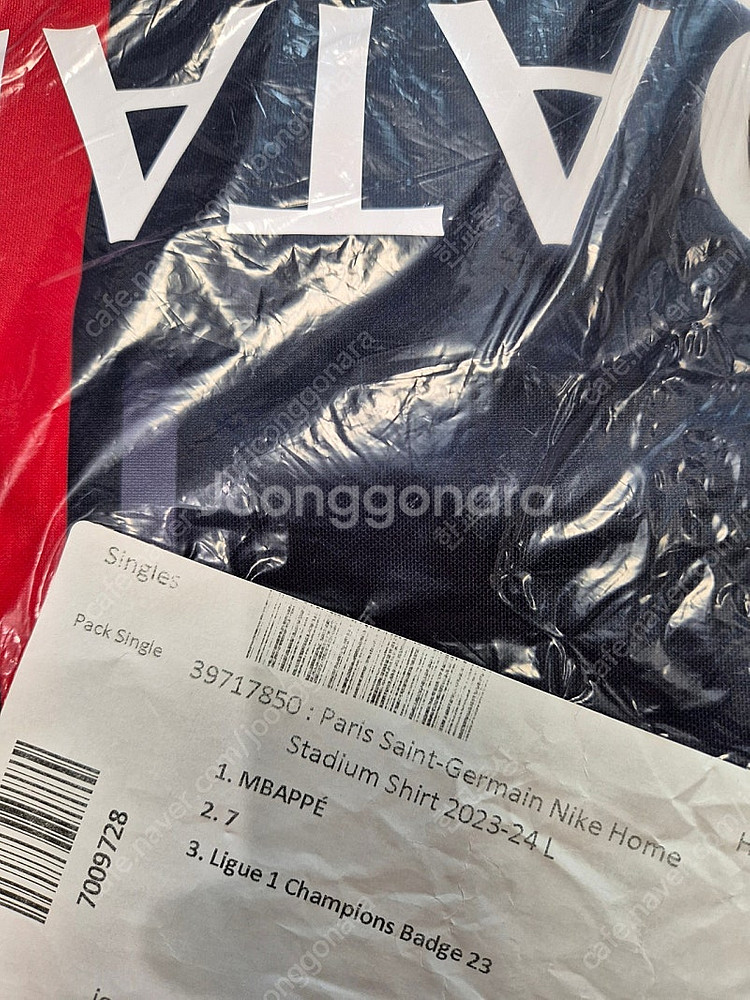 QATA
Joonggonara
Singles
Pack Single
39717850 : Paris Saint-Germain Nike Home
Stadium Shirt 2023-24 L
1. MBAPPÉ
2. 7
3. Ligue 1 Champions Badge 23
7009728
H
cafe.naver.com/joonggonara